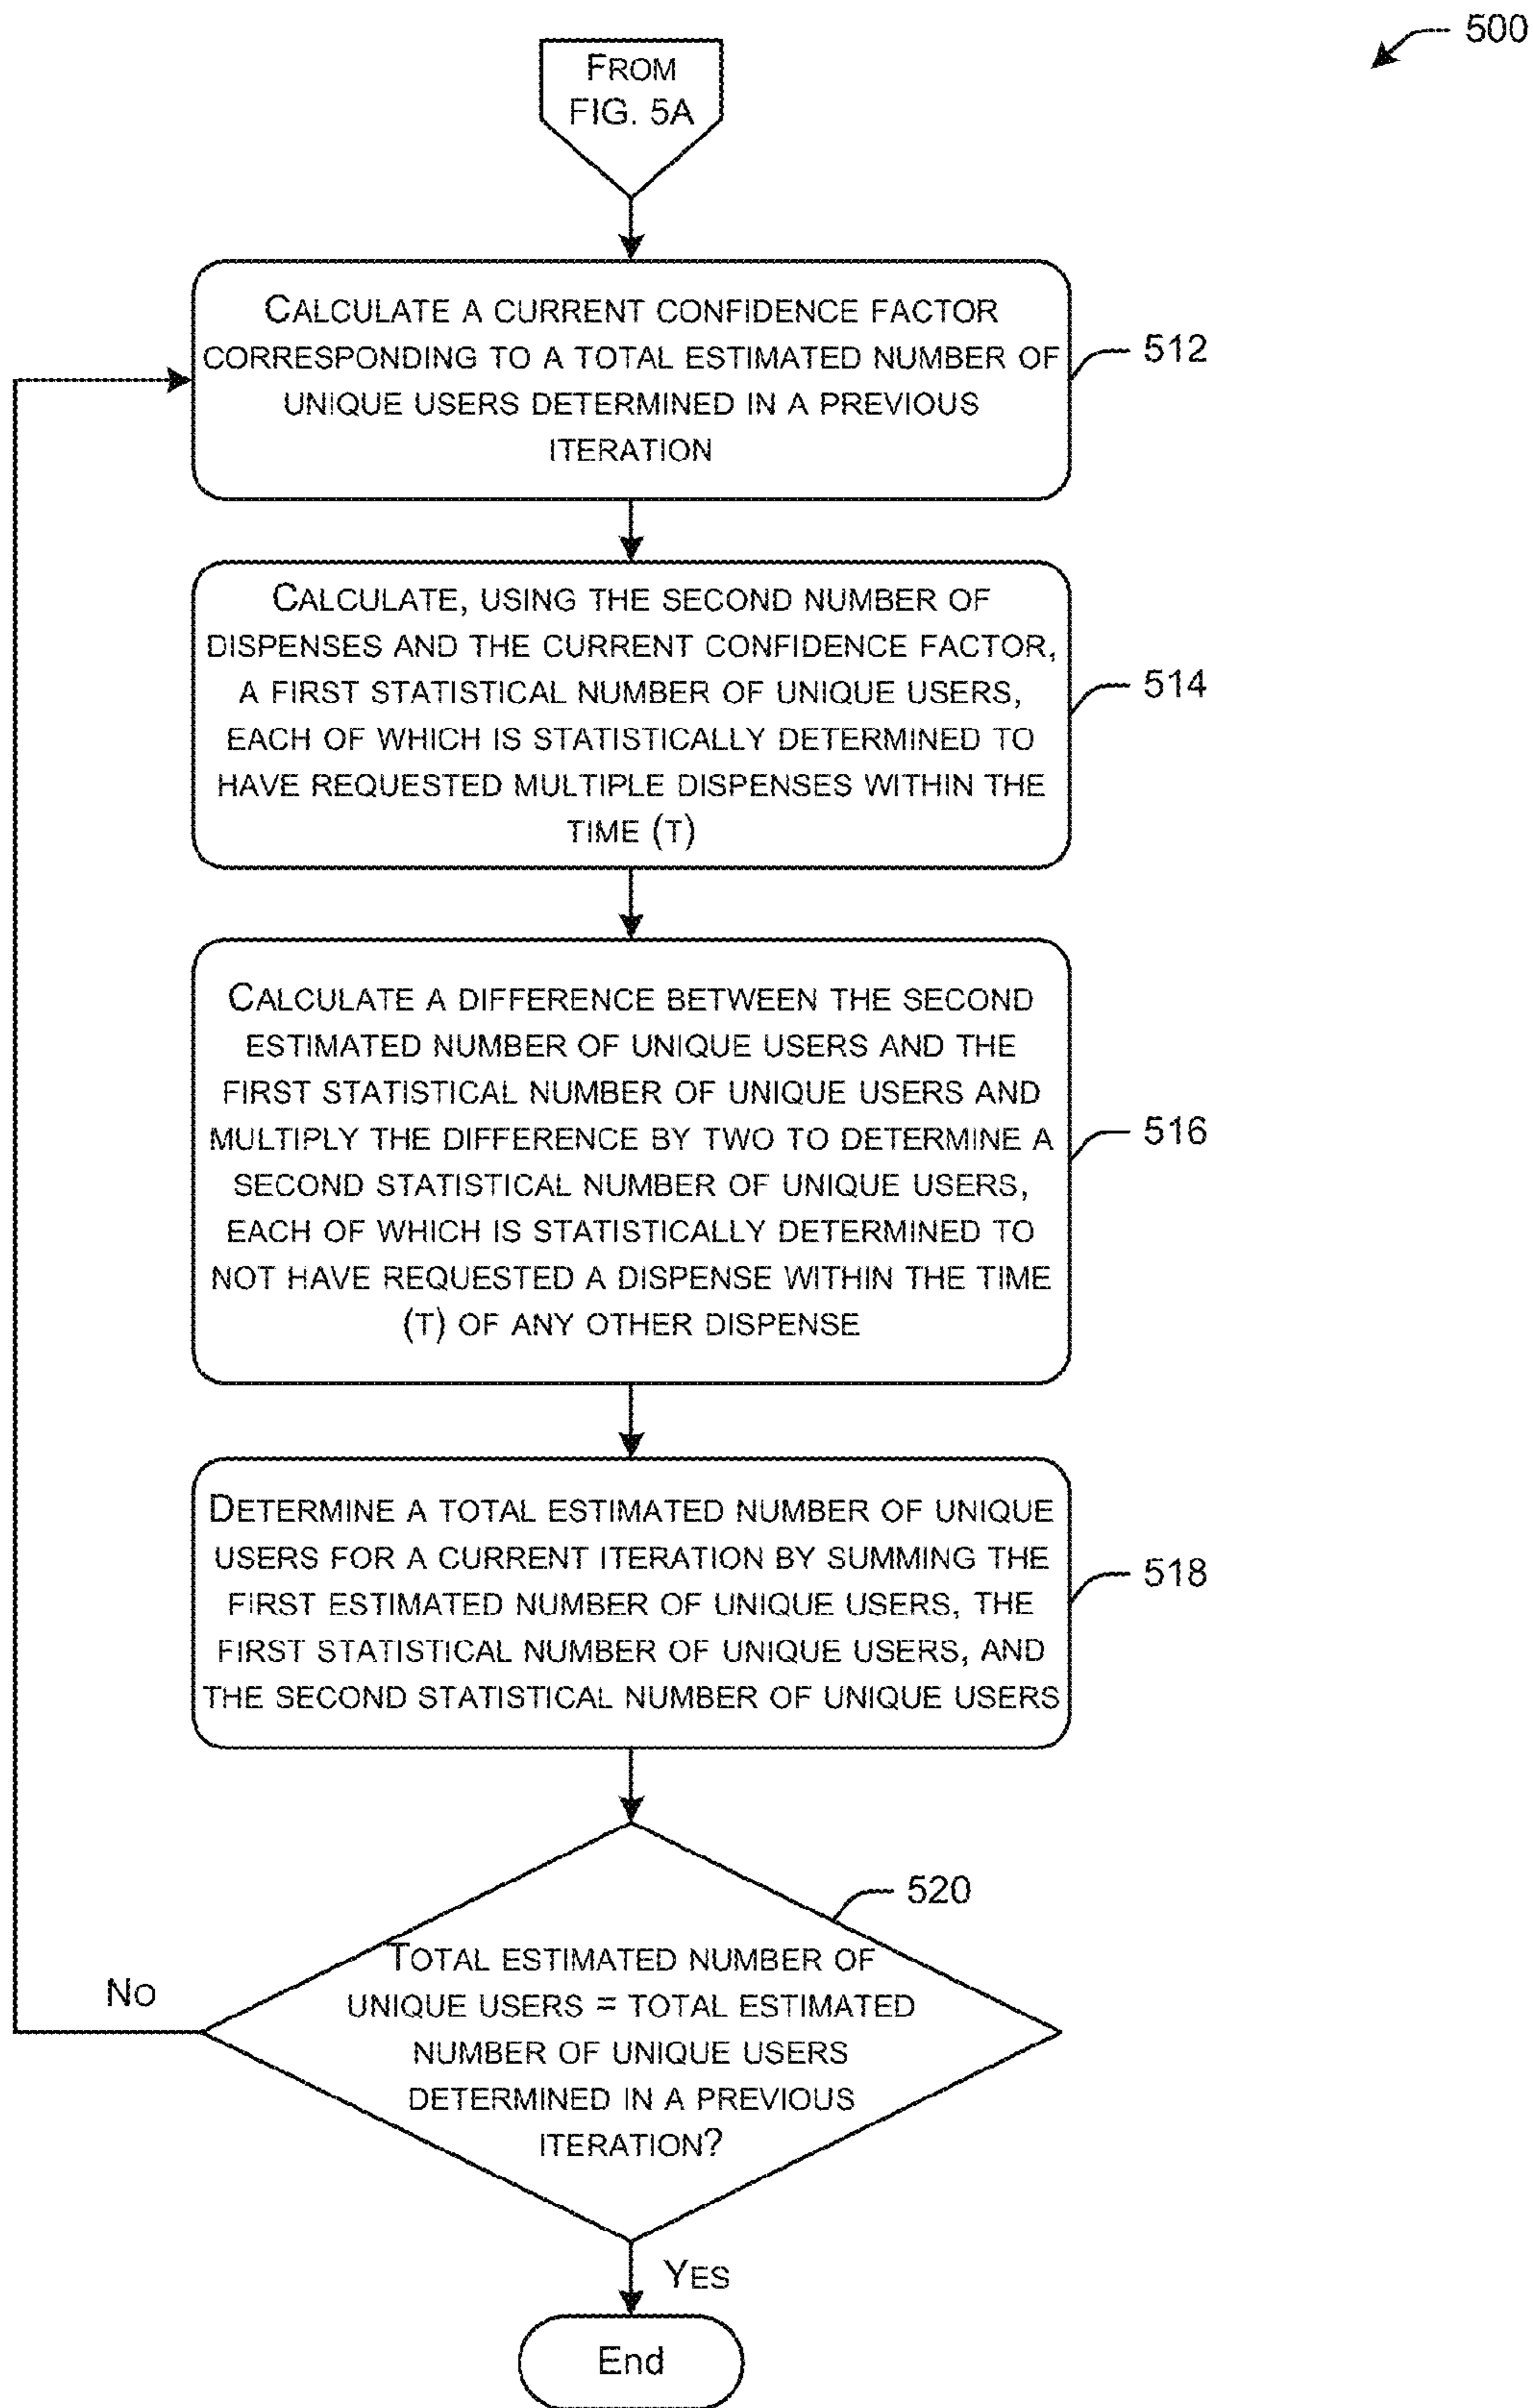 500
FROM
FIG. 5A
CALCULATE A CURRENT CONFIDENCE FACTOR
CORRESPONDING TO A TOTAL ESTIMATED NUMBER OF
UNIQUE USERS DETERMINED IN A PREVIOUS
ITERATION
512
CALCULATE, USING THE SECOND NUMBER OF
DISPENSES AND THE CURRENT CONFIDENCE FACTOR,
A FIRST STATISTICAL NUMBER OF UNIQUE USERS,
EACH OF WHICH IS STATISTICALLY DETERMINED TO
HAVE REQUESTED MULTIPLE DISPENSES WITHIN THE
TIME (T)
514
CALCULATE A DIFFERENCE BETWEEN THE SECOND
ESTIMATED NUMBER OF UNIQUE USERS AND THE
FIRST STATISTICAL NUMBER OF UNIQUE USERS AND
MULTIPLY THE DIFFERENCE BY TWO TO DETERMINE A
SECOND STATISTICAL NUMBER OF UNIQUE USERS,
EACH OF WHICH IS STATISTICALLY DETERMINED TO
NOT HAVE REQUESTED A DISPENSE WITHIN THE TIME
(T) OF ANY OTHER DISPENSE
516
DETERMINE A TOTAL ESTIMATED NUMBER OF UNIQUE
USERS FOR A CURRENT ITERATION BY SUMMING THE
FIRST ESTIMATED NUMBER OF UNIQUE USERS, THE
FIRST STATISTICAL NUMBER OF UNIQUE USERS, AND
THE SECOND STATISTICAL NUMBER OF UNIQUE USERS
518
520
TOTAL ESTIMATED NUMBER OF
UNIQUE USERS = TOTAL ESTIMATED
NUMBER OF UNIQUE USERS
DETERMINED IN A PREVIOUS
ITERATION?
NO
YES
End